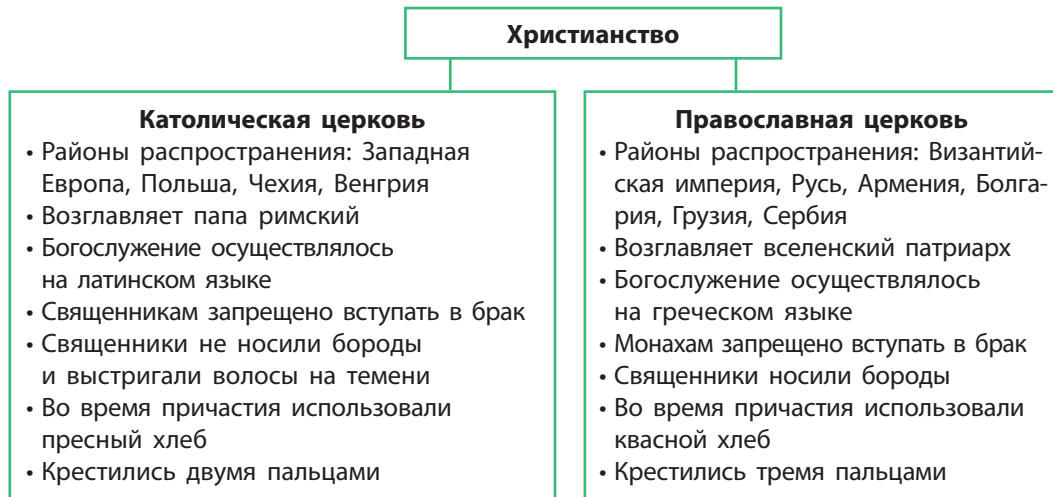 Христианство
Католическая церковь
• Районы распространения: Западная
Европа, Польша, Чехия, Венгрия
• Возглавляет папа римский
• Богослужение осуществлялось
на латинском языке
• Священникам запрещено вступать в брак
• Священники не носили бороды
и выстригали волосы на темени
• Во время причастия использовали
пресный хлеб
• Крестились двумя пальцами
Православная церковь
• Районы распространения: Византий-
ская империя, Русь, Армения, Болга-
рия, Грузия, Сербия
• Возглавляет вселенский патриарх
• Богослужение осуществлялось
на греческом языке
• Монахам запрещено вступать в брак
• Священники носили бороды
• Во время причастия использовали
квасной хлеб
• Крестились тремя пальцами